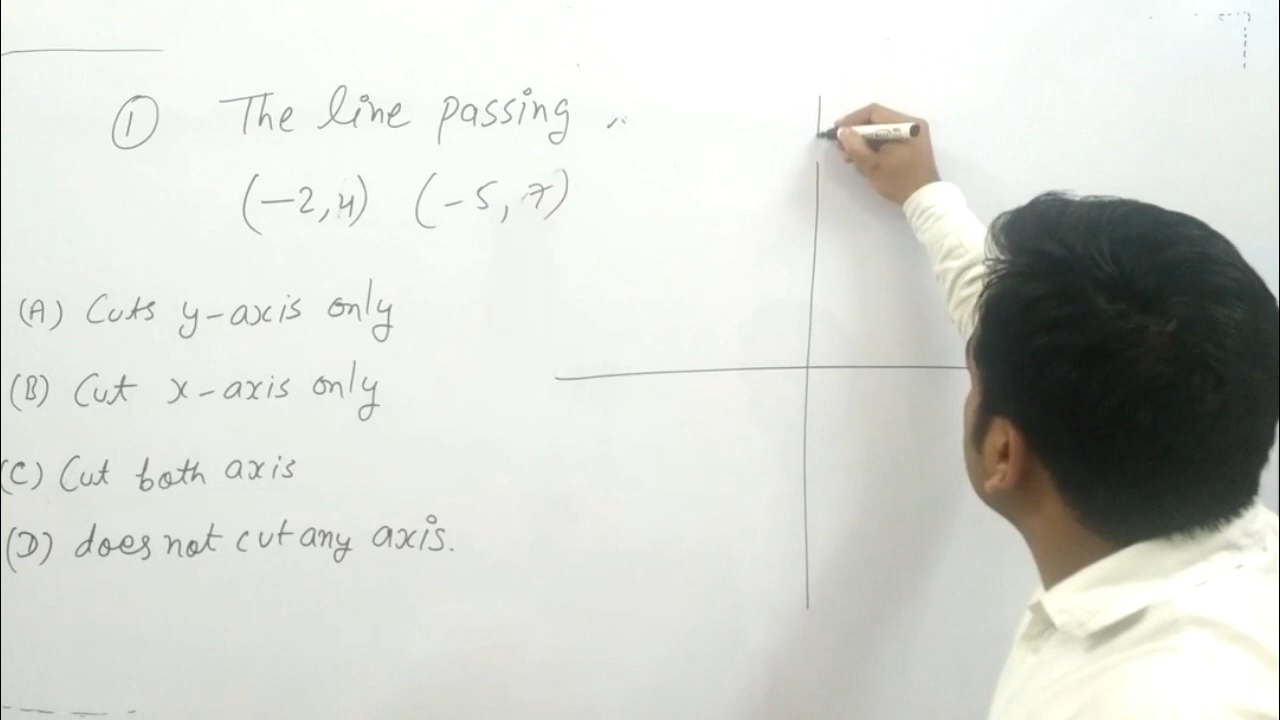 ① The line passing ..
(-2,4) (-5,7)
(A) Cuts y-axis only
(B) Cut x-axis only
(C) Cut both axis
(D) does not cut any axis.